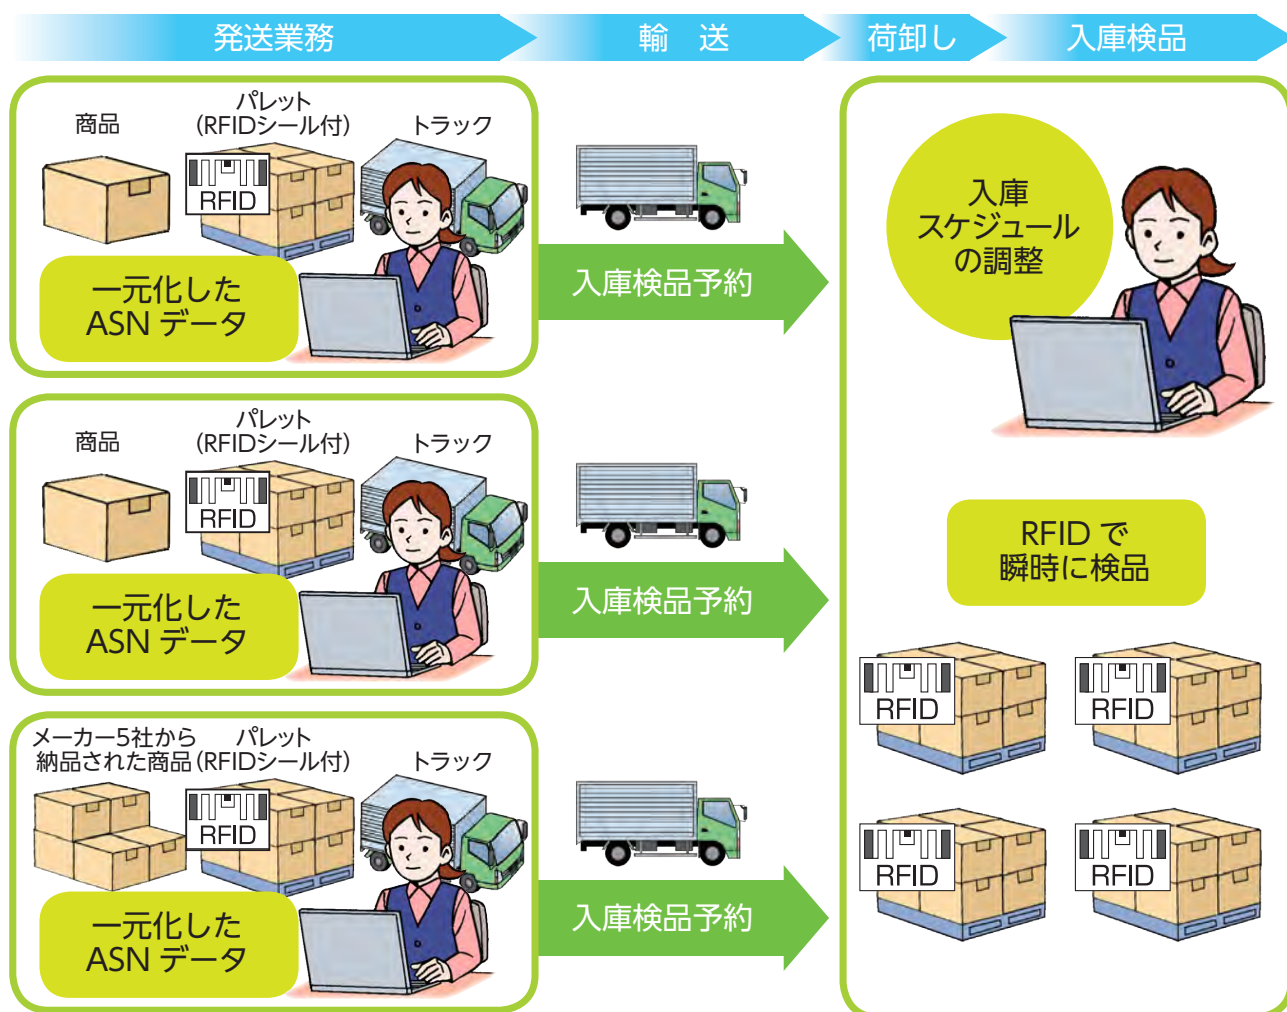 発送業務
輸 送
荷卸し
入庫検品
商品
パレット
(RFIDシール付)
トラック
RFID
一元化した
ASN データ
入庫検品予約
商品
パレット
(RFIDシール付)
トラック
RFID
一元化した
ASN データ
入庫検品予約
メーカー5社から
納品された商品
パレット
(RFIDシール付)
トラック
RFID
一元化した
ASN データ
入庫検品予約
入庫
スケジュール
の調整
RFID で
瞬時に検品
RFID
RFID
RFID
RFID